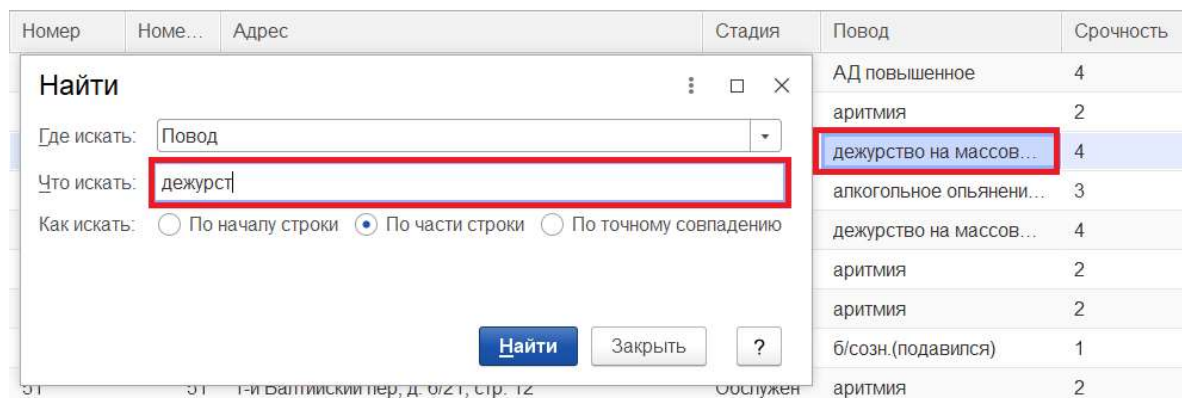 Номер Номе... Адрес Стадия Повод Срочность
Найти
АД повышенное 4
аритмия 2
Где искать: Повод
дежурство на массов... 4
Что искать: дежурст
алкогольное опьянени... 3
Как искать: По началу строки По части строки По точному совпадению
дежурство на массов... 4
аритмия 2
аритмия 2
Найти Закрыть ?
б/созн.(подавился) 1
51 51 1-й Балтийский пер, д. 6/21, стр. 12 Обслужен аритмия 2